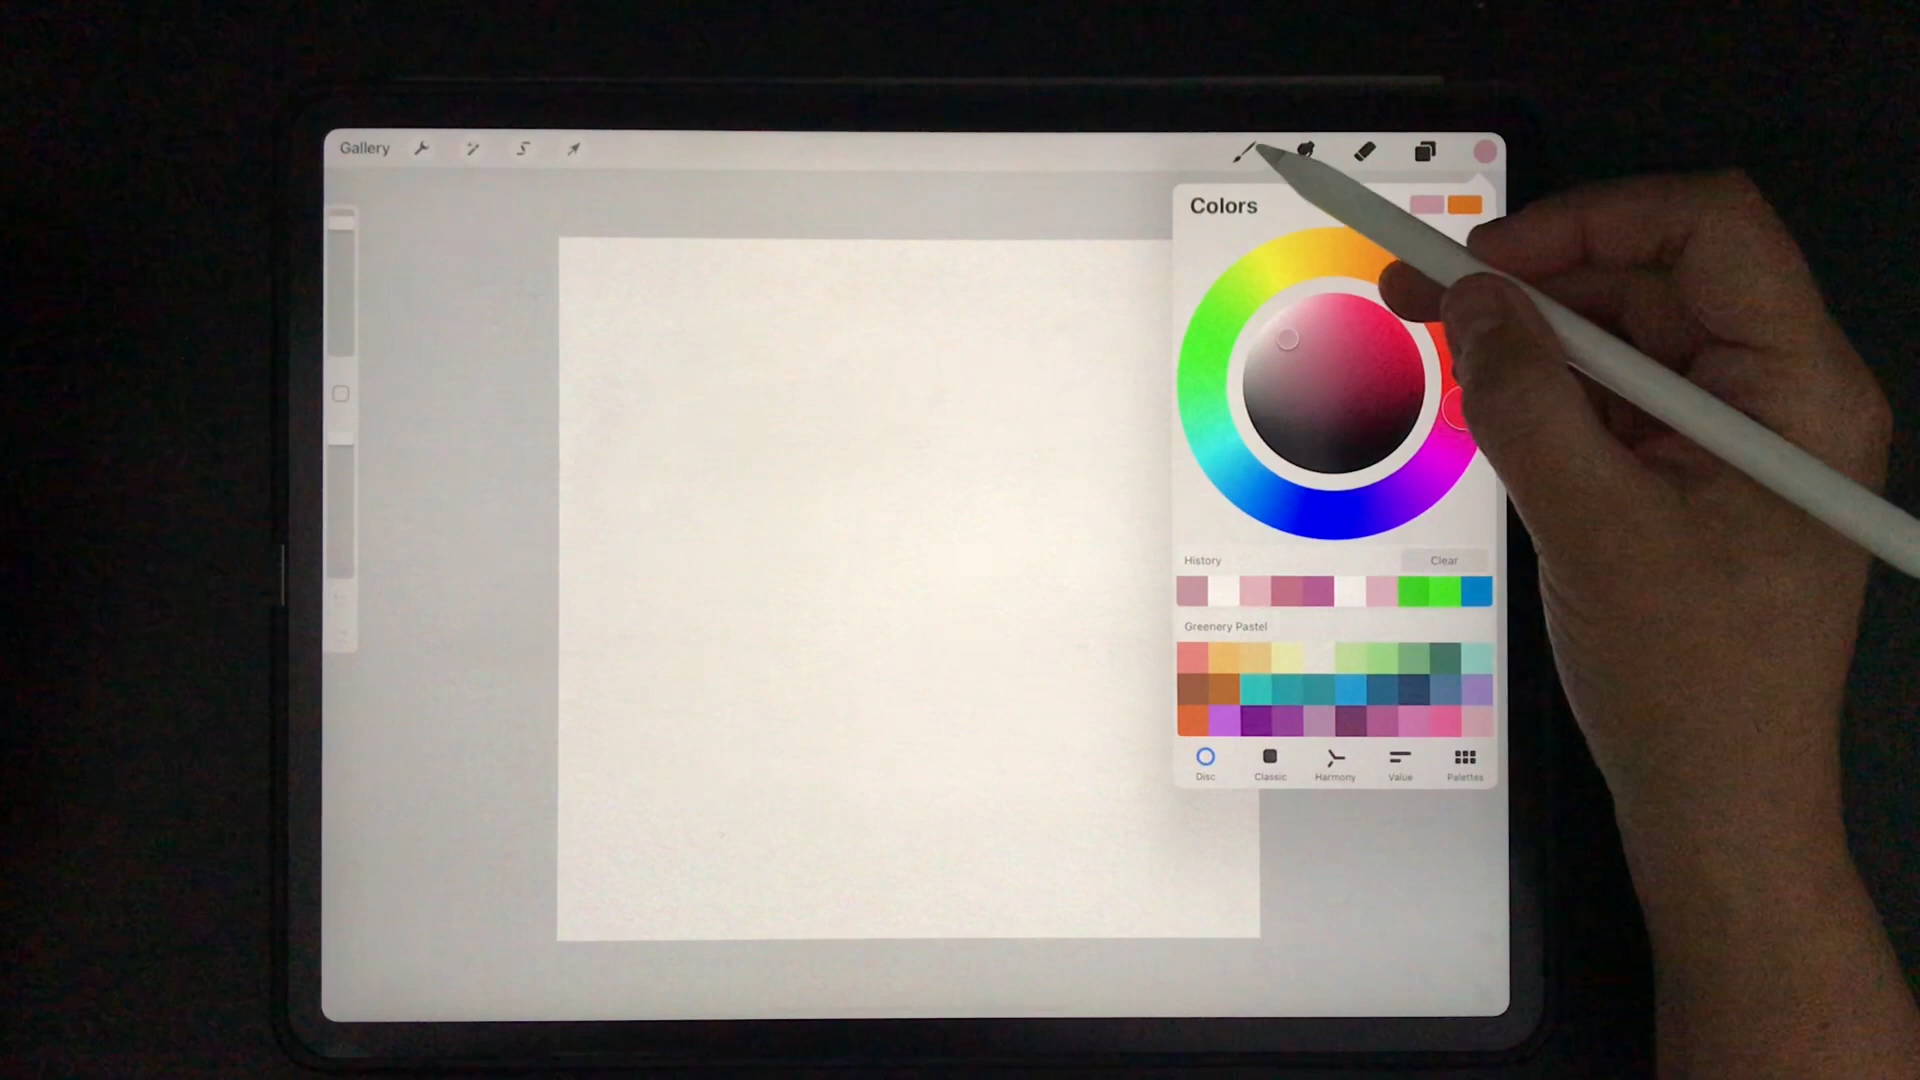 Gallery
Colors
History Clear
Greenery Pastel
Disc Classic Harmony Value Palettes